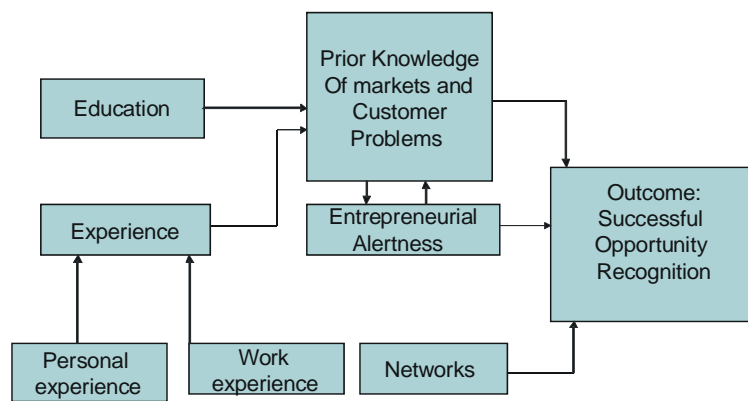 Prior Knowledge
Of markets and
Customer
Problems
Education
Outcome:
Successful
Opportunity
Recognition
Entrepreneurial
Alertness
Experience
Personal
experience
Work
experience
Networks